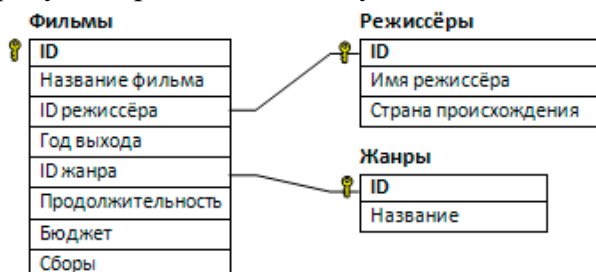 Фильмы
ID
Название фильма
ID режиссёра
Год выхода
ID жанра
Продолжительность
Бюджет
Сборы
Режиссёры
ID
Имя режиссёра
Страна происхождения
Жанры
ID
Название